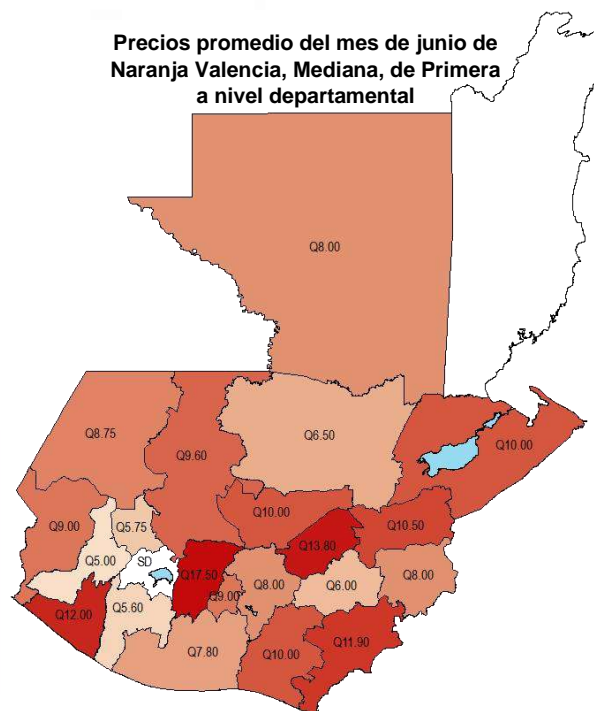 Precios promedio del mes de junio de
Naranja Valencia, Mediana, de Primera
a nivel departamental
Q8.00
Q8.75
Q9.60
Q6.50
Q10.00
Q9.00
Q5.75
Q10.00
Q10.50
Q5.00
SD
Q17.50
Q13.80
Q12.00
Q5.60
Q9.00
Q8.00
Q6.00
Q8.00
Q7.80
Q10.00
Q11.90